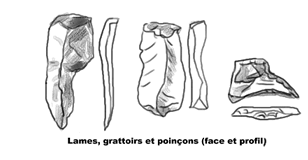 Lames, grattoirs et poinçons (face et profil)